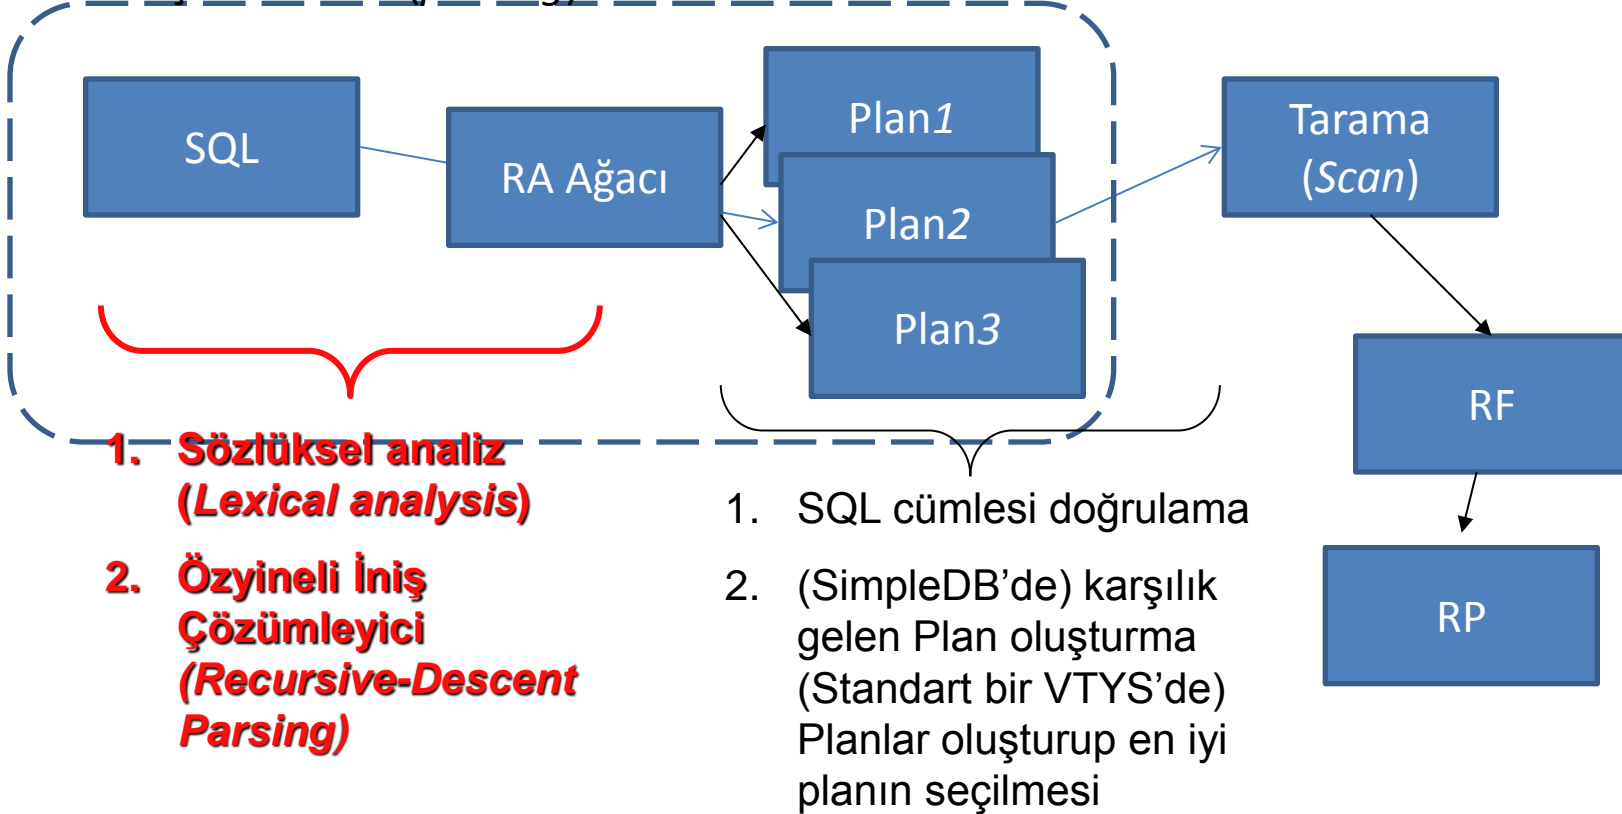 SQL
RA Ağacı
Plan1
Plan2
Plan3
Tarama
(Scan)
RF
RP
1. Sözlüksel analiz
(Lexical analysis)
2. Özyineli İniş
Çözümleyici
(Recursive-Descent
Parsing)
1. SQL cümlesi doğrulama
2. (SimpleDB’de) karşılık
gelen Plan oluşturma
(Standart bir VTYS’de)
Planlar oluşturup en iyi
planın seçilmesi